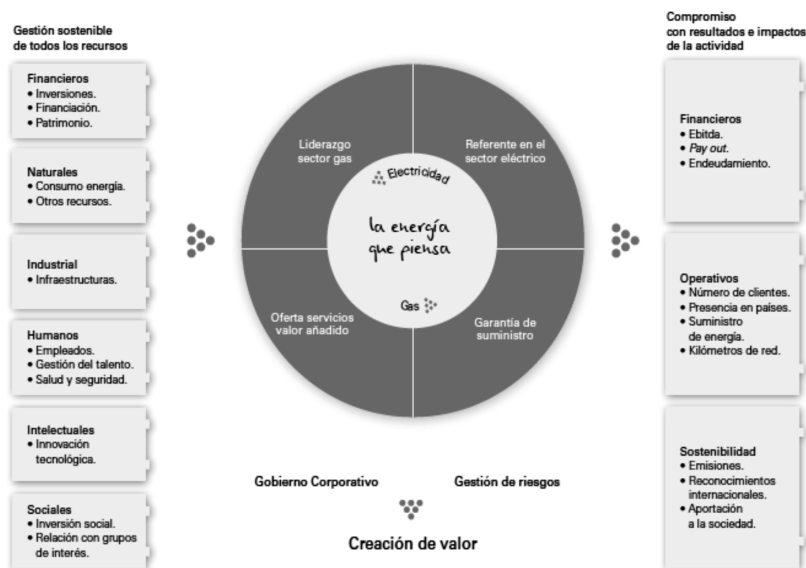 Gestión sostenible
de todos los recursos
Financieros
• Inversiones.
• Financiación.
• Patrimonio.
Naturales
• Consumo energía.
• Otros recursos.
Industrial
• Infraestructuras.
Humanos
• Empleados.
• Gestión del talento.
• Salud y seguridad.
Intelectuales
• Innovación
tecnológica.
Sociales
• Inversión social.
• Relación con grupos
de interés.
Liderazgo
sector gas
Referente en el
sector eléctrico
Electricidad
la energía
que piensa
Gas
Oferta servicios
valor añadido
Garantía de
suministro
Gobierno Corporativo
Gestión de riesgos
Creación de valor
Compromiso
con resultados e impactos
de la actividad
Financieros
• Ebitda.
• Pay out.
• Endeudamiento.
Operativos
• Número de clientes.
• Presencia en países.
• Suministro
de energía.
• Kilómetros de red.
Sostenibilidad
• Emisiones.
• Reconocimientos
internacionales.
• Aportación
a la sociedad.